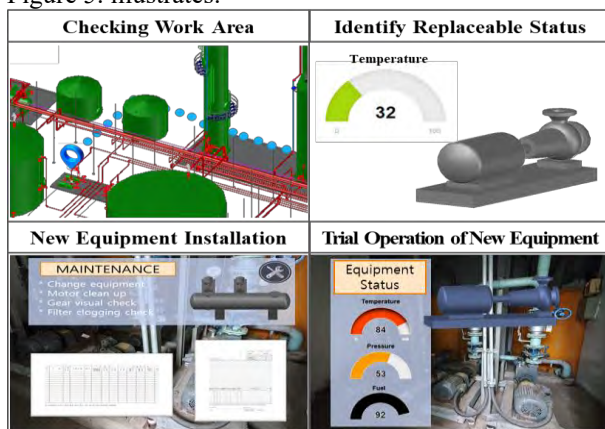 Figure 5. illustrates.
Checking Work Area
Identify Replaceable Status
Temperature
32
0
New Equipment Installation
Trial Operation of New Equipment
MAINTENANCE
* Change equipment
* Motor clean up
* Gear visual check
* Filter clogging check
Equipment
Status
Temperature
84
Pressure
53
Fuel
92